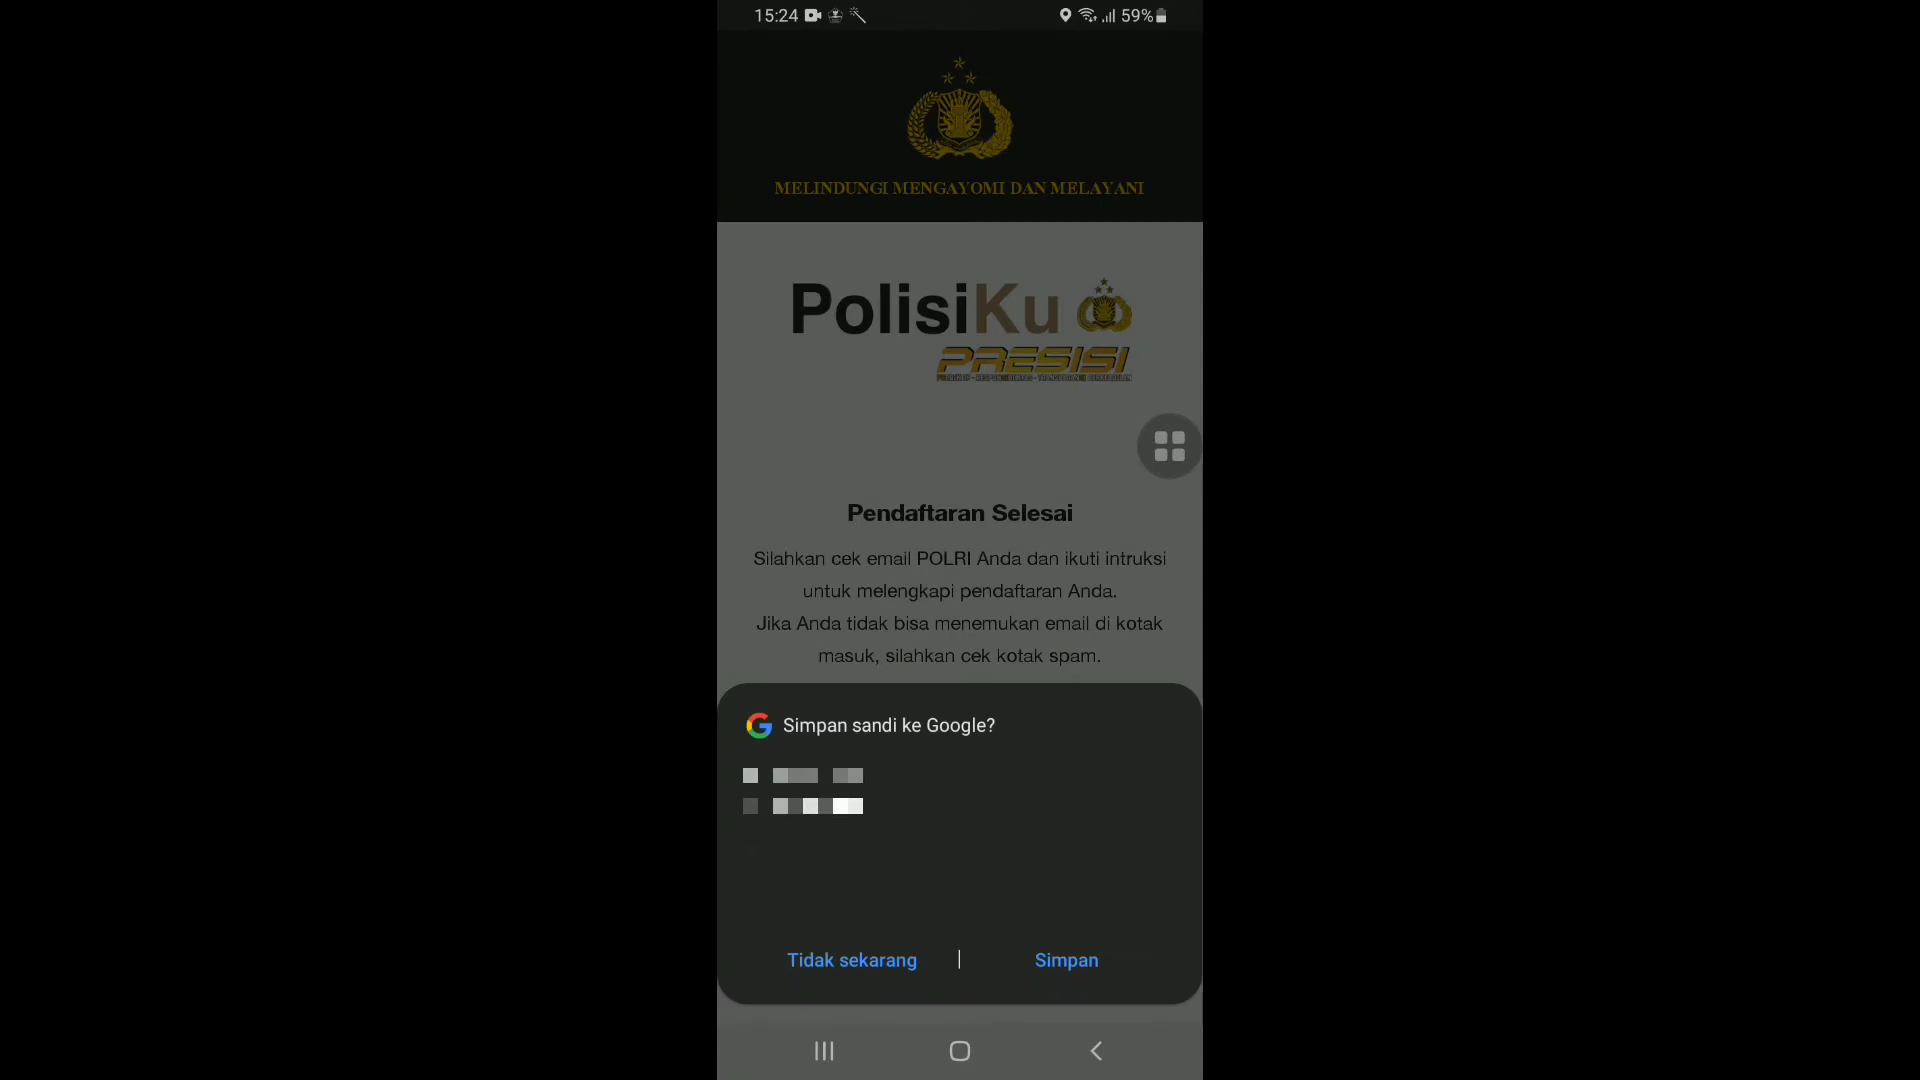 15:24
59%
MELINDUNGI MENGAYOMI DAN MELAYANI
PolisiKu
PRESISI
Pendaftaran Selesai
Silahkan cek email POLRI Anda dan ikuti intruksi
untuk melengkapi pendaftaran Anda.
Jika Anda tidak bisa menemukan email di kotak
masuk, silahkan cek kotak spam.
Simpan sandi ke Google?
Tidak sekarang
Simpan